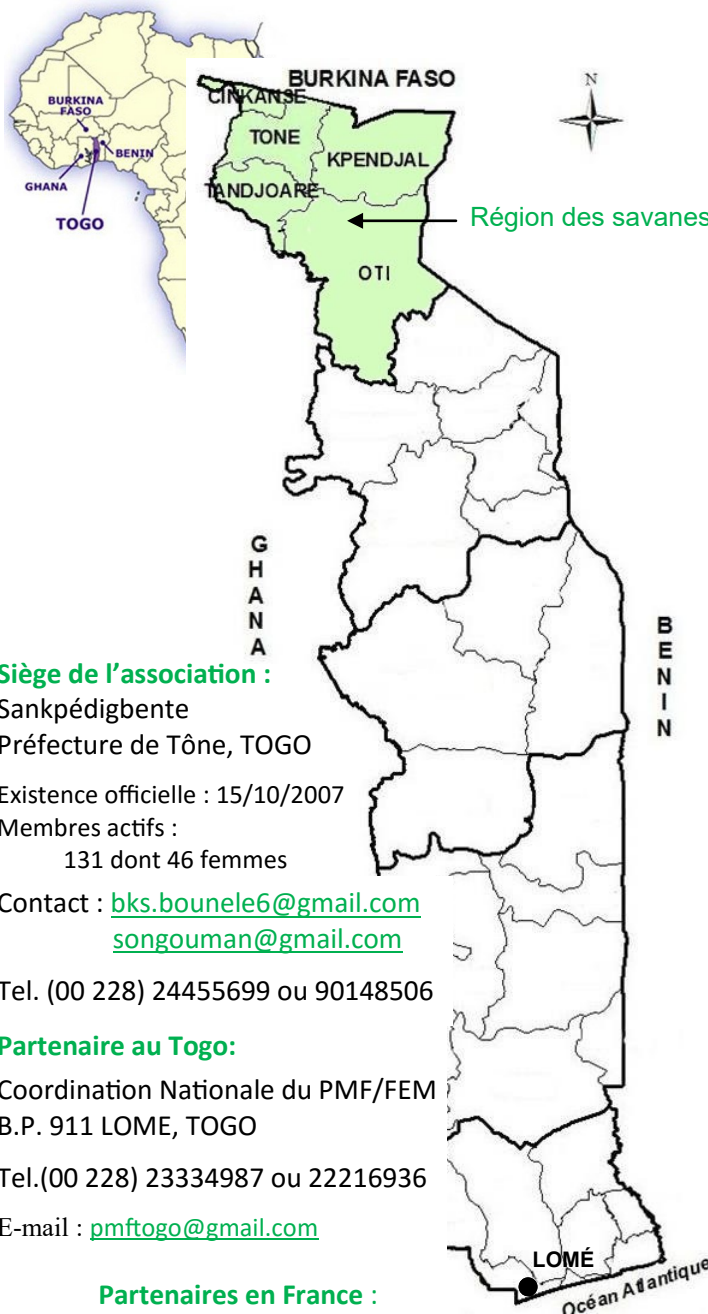 BURKINA FASO
BENIN
GHANA
TOGO
N
BURKINA FASO
CINKANSE
TONE
KPENDJAL
TANDJOARE
OTI
Région des savanes
GHANA
BENIN
Siège de l’association :
Sankpédigbente
Préfecture de Tône, TOGO
Existence officielle : 15/10/2007
Membres actifs :
131 dont 46 femmes
Contact : bks.bounele6@gmail.com
songouman@gmail.com
Tel. (00 228) 24455699 ou 90148506
Partenaire au Togo:
Coordination Nationale du PMF/FEM
B.P. 911 LOME, TOGO
Tel.(00 228) 23334987 ou 22216936
E-mail : pmftogo@gmail.com
LOMÉ
Océan Atlantique
Partenaires en France :